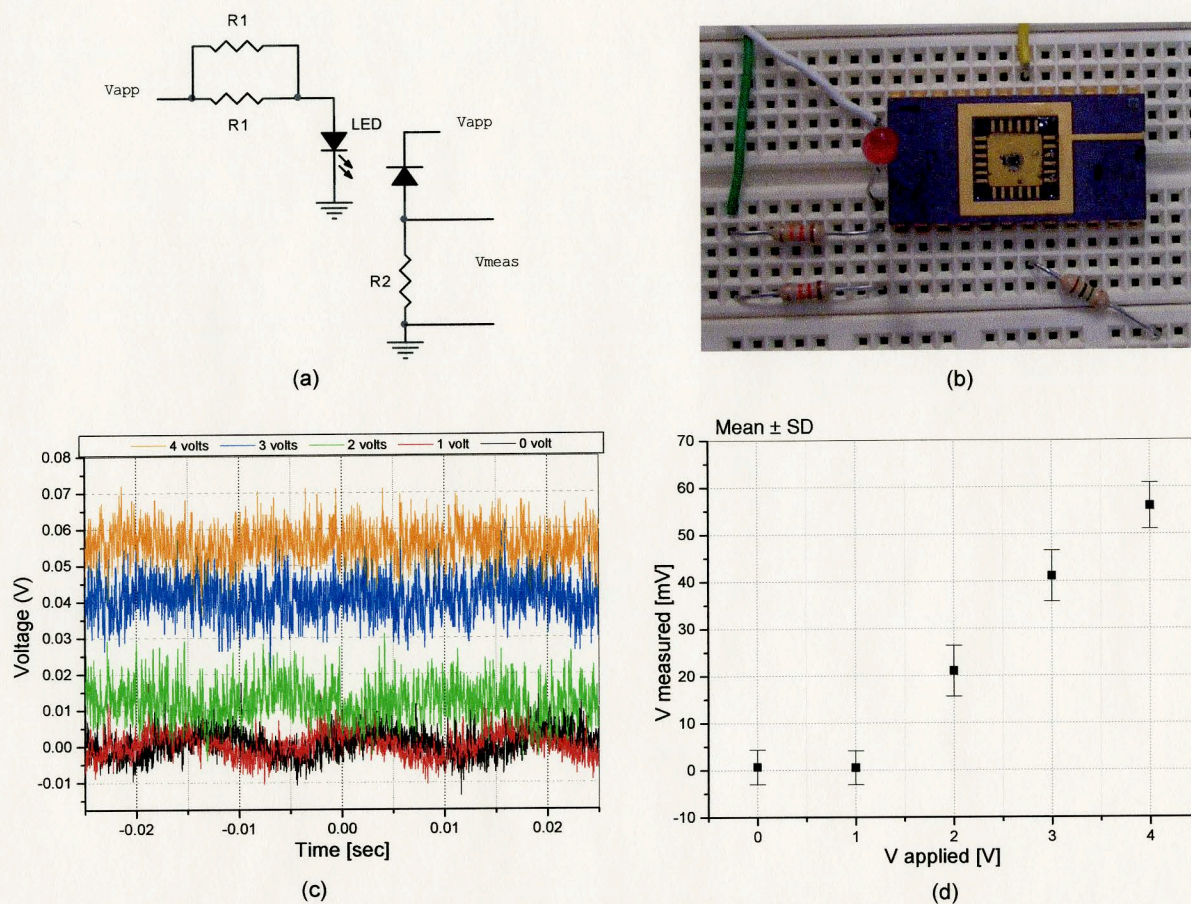 R1
Vapp
R1
LED
Vapp
Vmeas
R2
(a)
(b)
4 volts 3 volts 2 volts 1 volt 0 volt
0.08
0.07
0.06
0.05
0.04
0.03
0.02
0.01
0.00
-0.01
Voltage (V)
-0.02 -0.01 0.00 0.01 0.02
Time [sec]
(c)
Mean ± SD
70
60
50
40
30
20
10
0
-10
V measured [mV]
0 1 2 3 4
V applied [V]
(d)